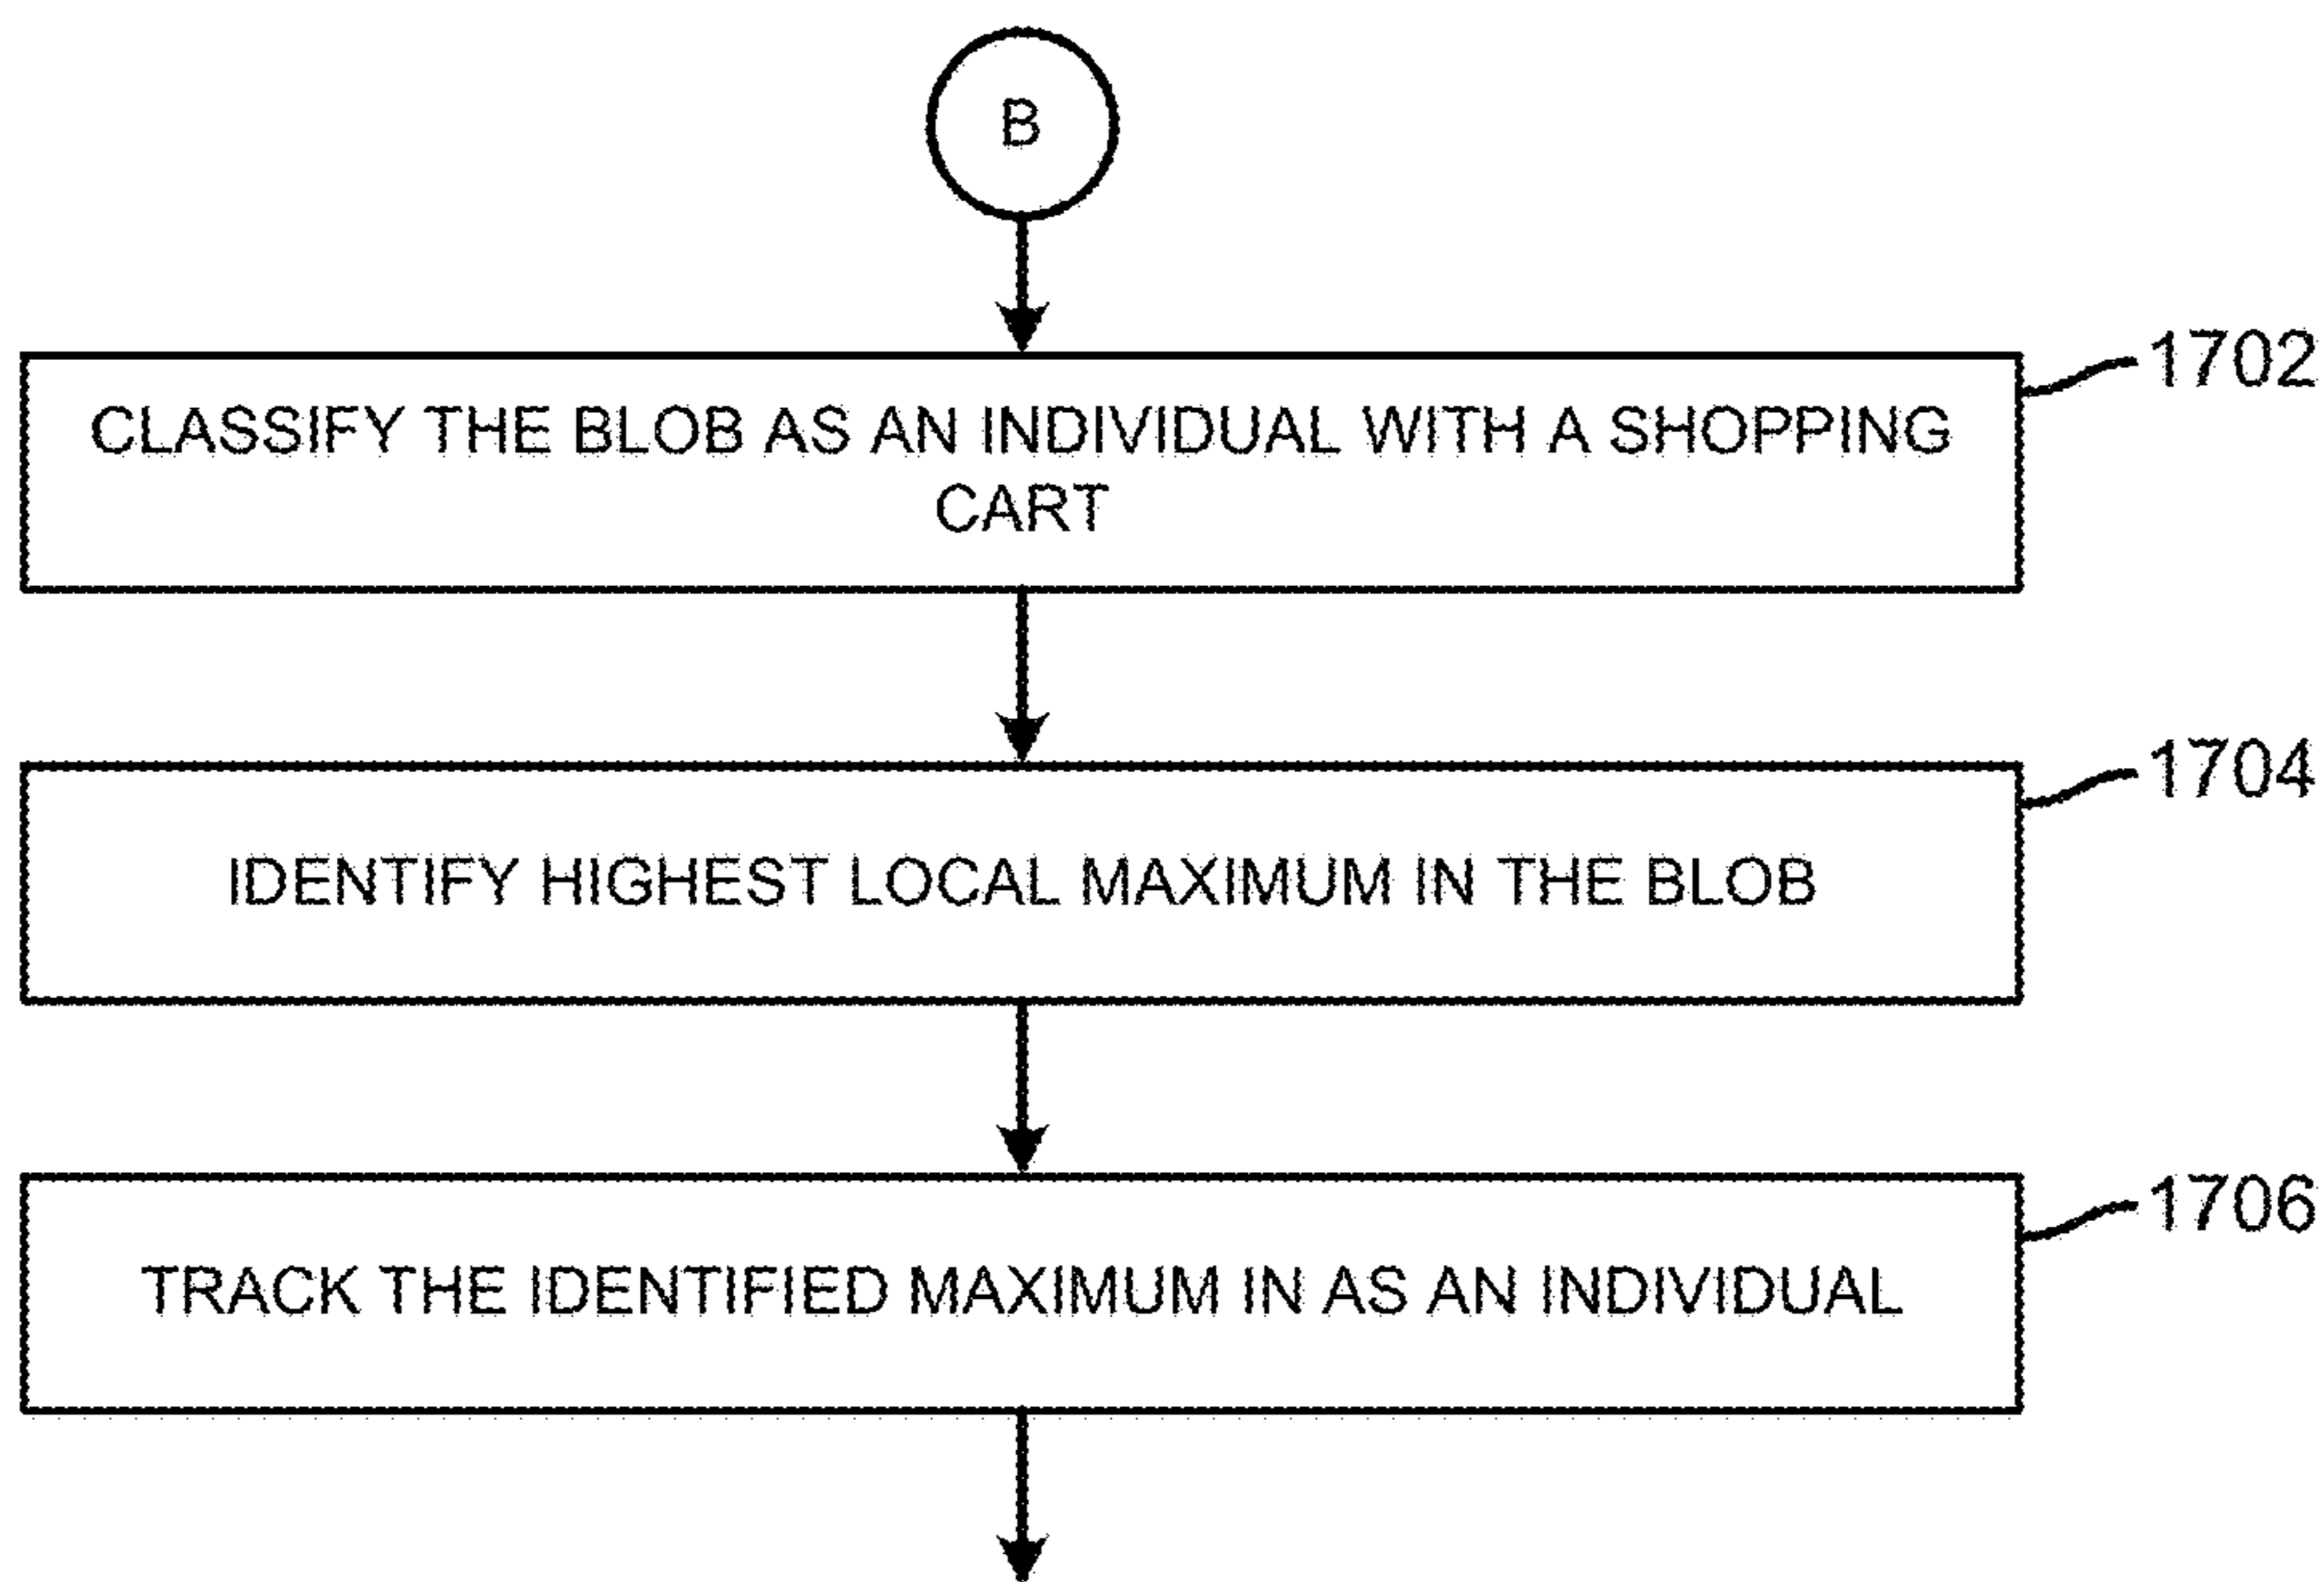 B
1702
CLASSIFY THE BLOB AS AN INDIVIDUAL WITH A SHOPPING
CART
1704
IDENTIFY HIGHEST LOCAL MAXIMUM IN THE BLOB
1706
TRACK THE IDENTIFIED MAXIMUM IN AS AN INDIVIDUAL